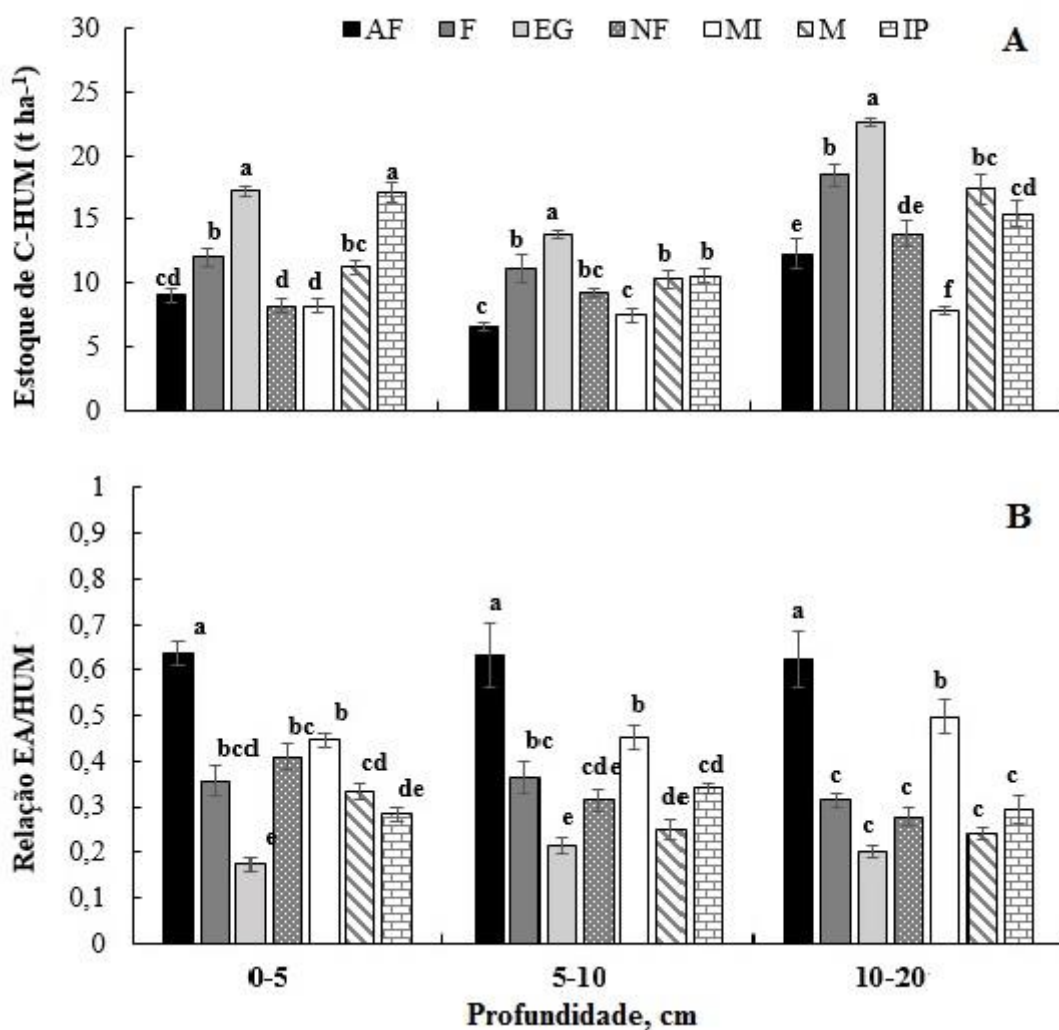 AF F EG NF MI M IP
A
Estoque de C-HUM (t ha-1)
30
25
20
15
10
5
0
cd b a d d bc a
c b a bc c b b
e b a de f bc cd
B
Relação EA/HUM
1
0,9
0,8
0,7
0,6
0,5
0,4
0,3
0,2
0,1
0
a bcd e bc b cd de
a bc e cde b de cd
a c c c b c c
0-5 5-10 10-20
Profundidade, cm